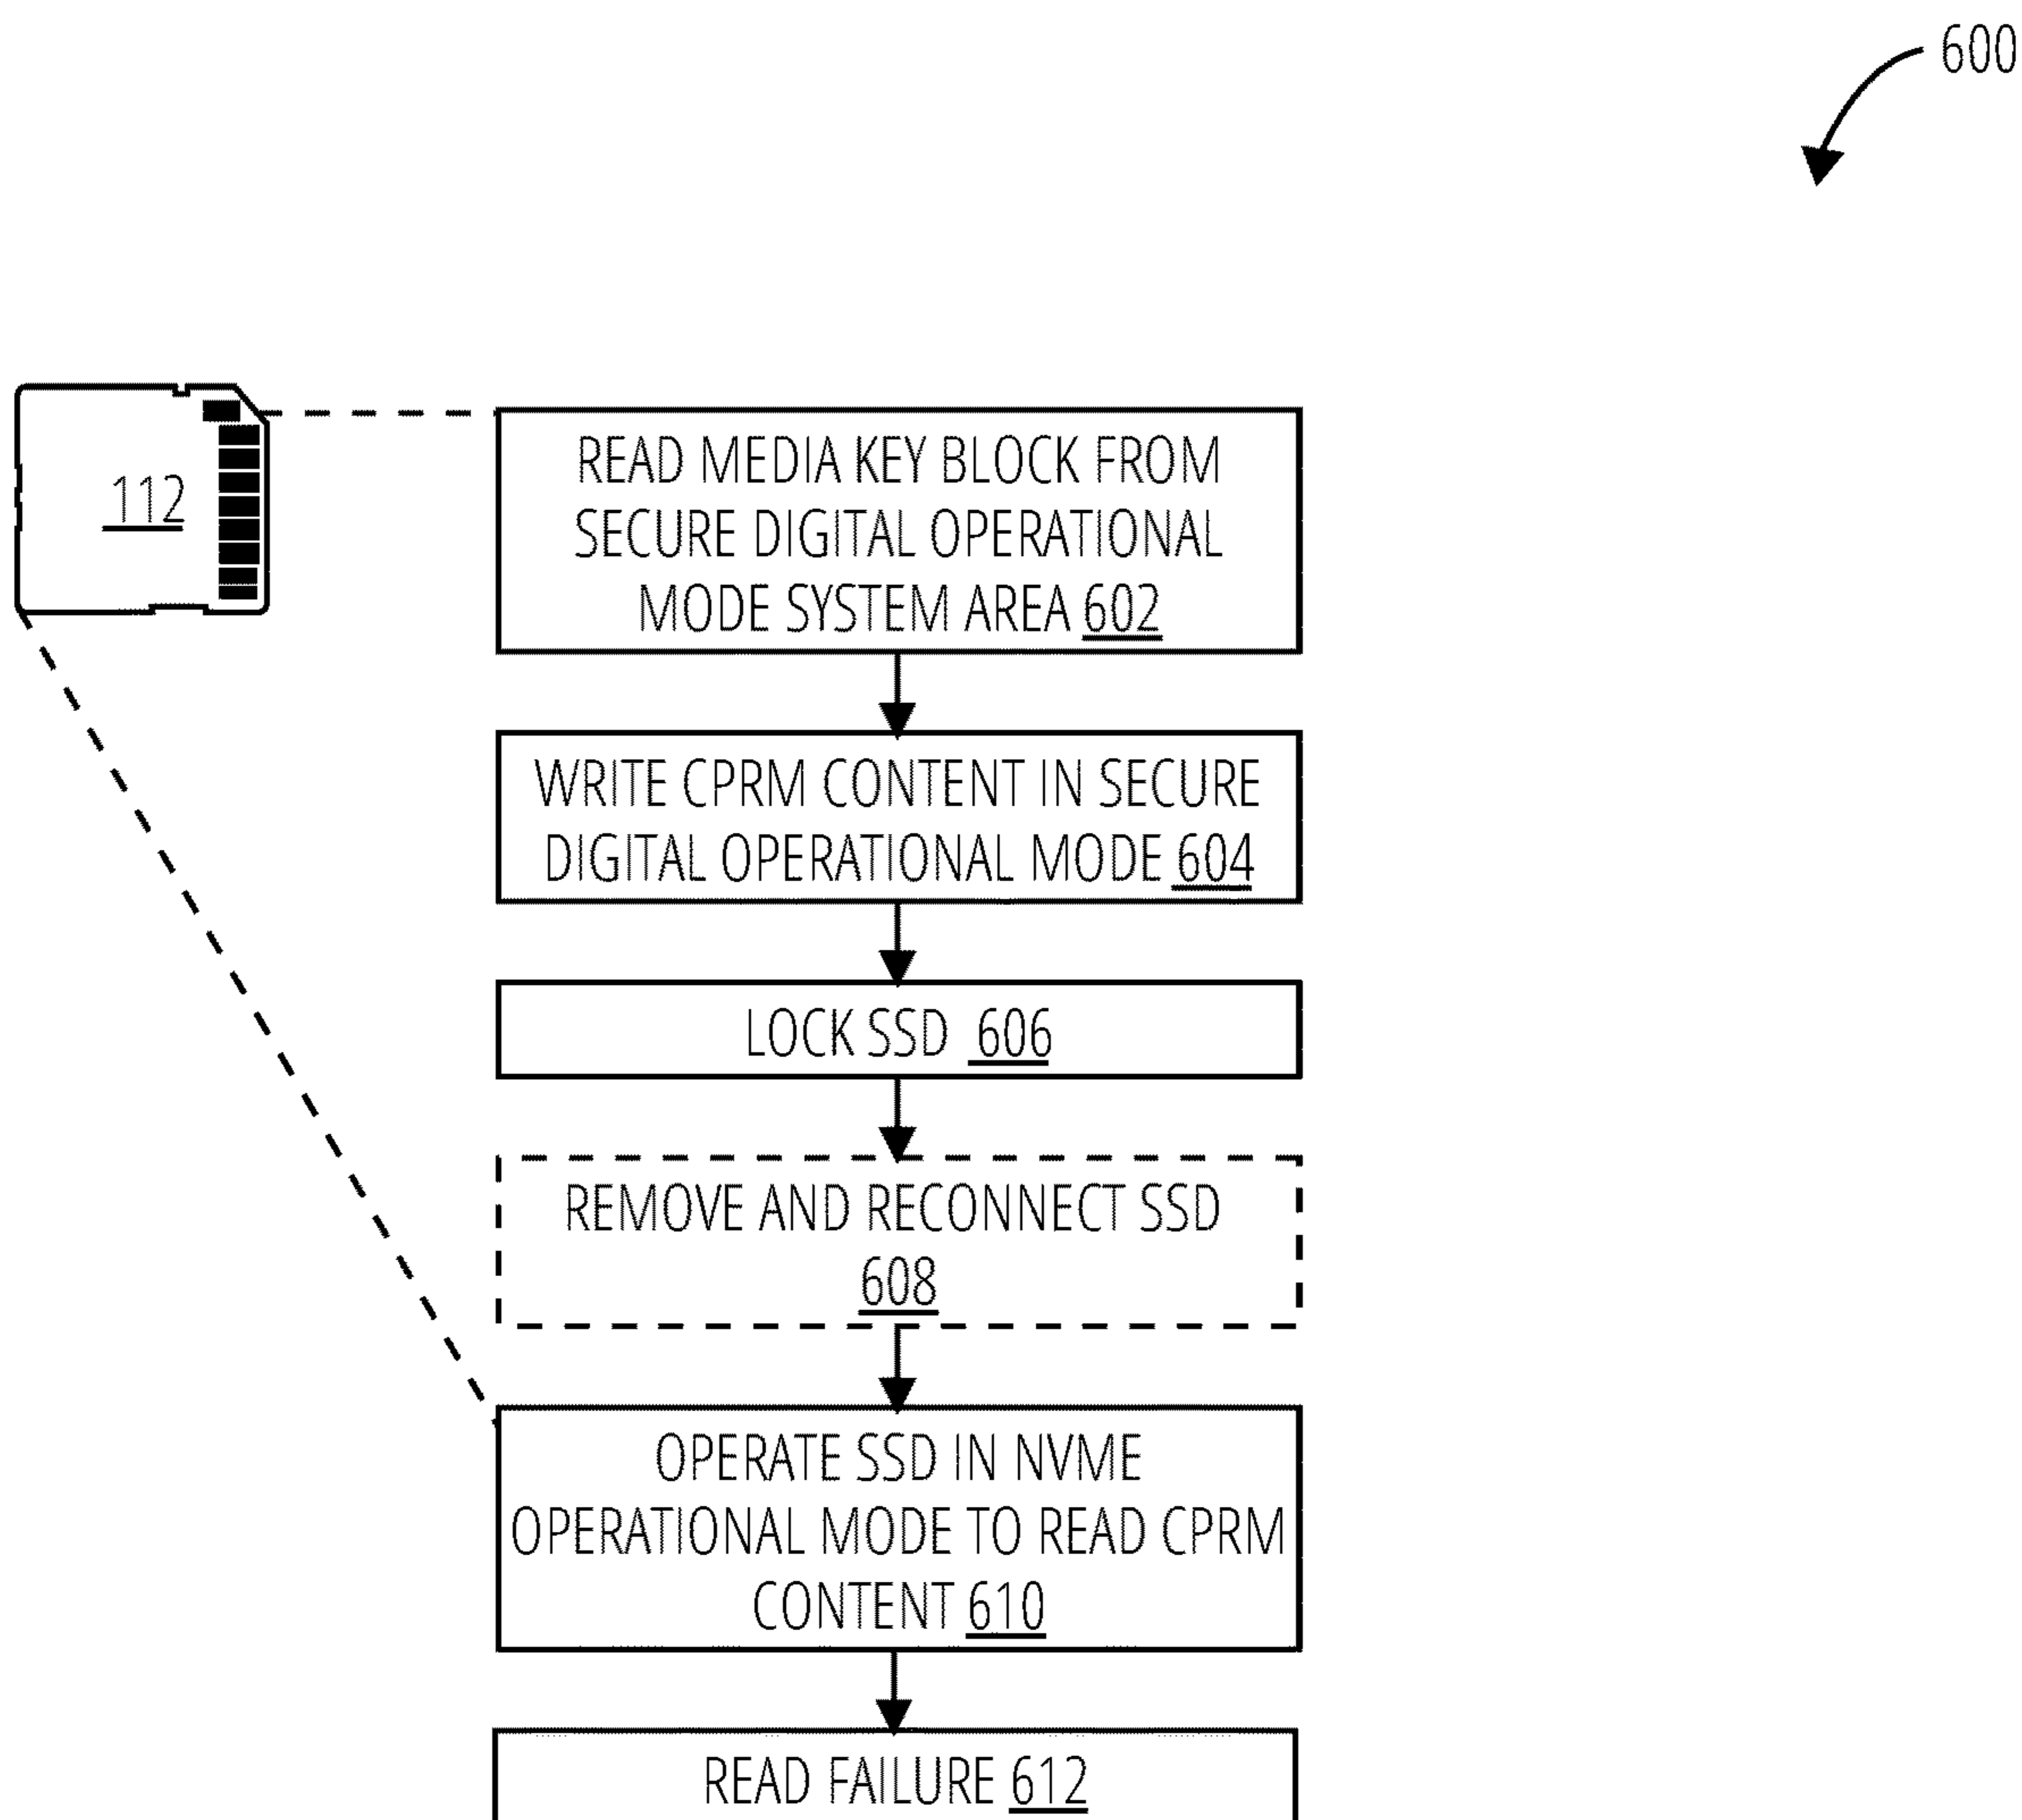 600
112
READ MEDIA KEY BLOCK FROM
SECURE DIGITAL OPERATIONAL
MODE SYSTEM AREA 602
WRITE CPRM CONTENT IN SECURE
DIGITAL OPERATIONAL MODE 604
LOCK SSD 606
REMOVE AND RECONNECT SSD
608
OPERATE SSD IN NVME
OPERATIONAL MODE TO READ CPRM
CONTENT 610
READ FAILURE 612